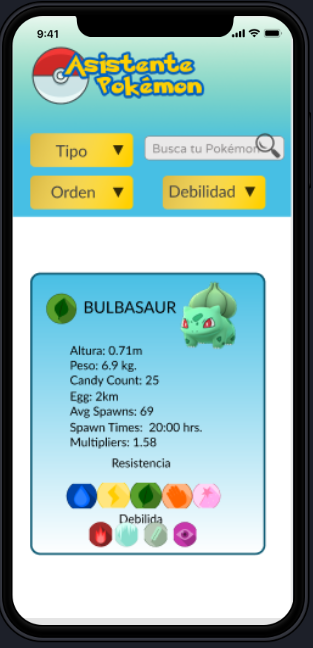 9:41
Asistente
Pokémon
Tipo ▼
Busca tu Pokémon
Orden ▼
Debilidad ▼
BULBASAUR
Altura: 0.71m
Peso: 6.9 kg.
Candy Count: 25
Egg: 2km
Avg Spawns: 69
Spawn Times: 20:00 hrs.
Multipliers: 1.58
Resistencia
Debilida